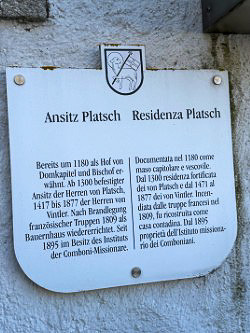 Ansitz Platsch
Bereits um 1180 als Hof von
Domkapitel und Bischof er-
wähnt. Ab 1300 befestigter
Ansitz der Herren von Platsch,
1417 bis 1877 der Herren von
Vintler. Nach Brandlegung
französischer Truppen 1809 als
Bauernhaus wiedererrichtet. Seit
1895 im Besitz des Instituts
der Comboni-Missionare.
Residenza Platsch
Documentata nel 1180 come
maso capitolare e vescovile.
Dal 1300 residenza fortificata
dei von Platsch e dal 1471 al
1877 dei von Vintler. Incen-
diata dalle truppe francesi nel
1809, fu ricostruita come
casa contadina. Dal 1895
proprietà dell'Istituto missiona-
rio dei Comboniani.